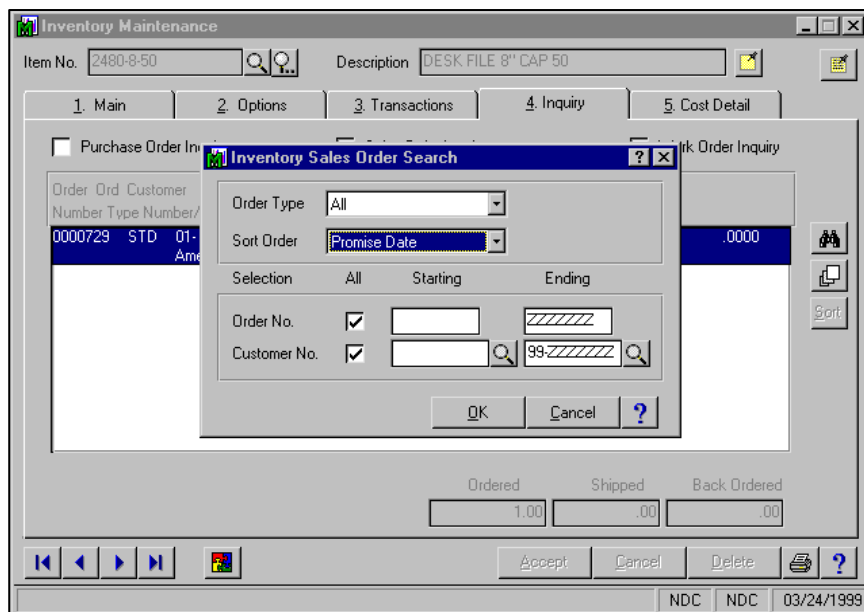 Inventory Maintenance
Item No. 2480-8-50 Description DESK FILE 8" CAP 50
1. Main 2. Options 3. Transactions 4. Inquiry 5. Cost Detail
Purchase Order Order Inquiry
Inventory Sales Order Search
Order Ord Customer
Number Type Number/
0000729 STD 01- .0000
Ame
Order Type All
Sort Order Promise Date
Selection All Starting Ending
Order No. ZZZZZZZ
Customer No. 99-ZZZZZZZ
OK Cancel ?
Sort
Ordered Shipped Back Ordered
1.00 .00 .00
Accept Cancel Delete ?
NDC NDC 03/24/1999